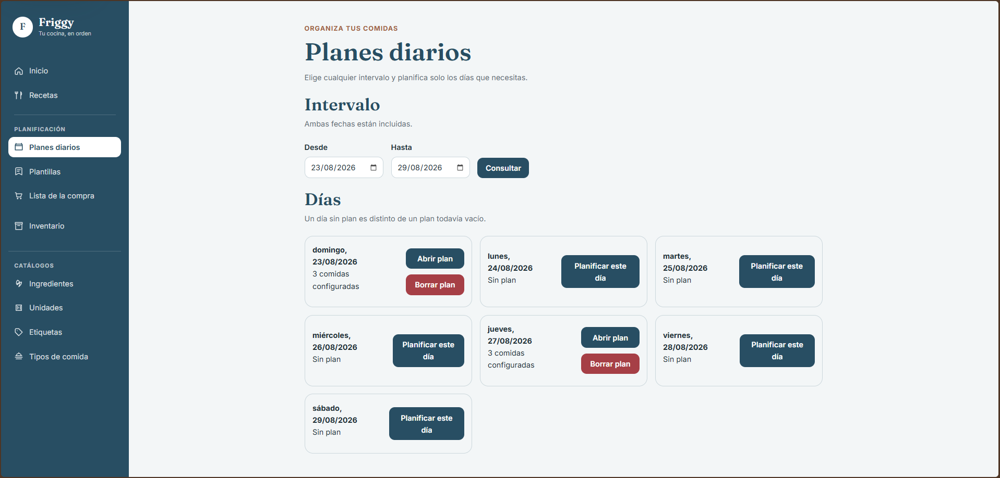 F
Friggy
Tu cocina, en orden
Inicio
Recetas
PLANIFICACIÓN
Planes diarios
Plantillas
Lista de la compra
Inventario
CATÁLOGOS
Ingredientes
Unidades
Etiquetas
Tipos de comida
ORGANIZA TUS COMIDAS
Planes diarios
Elige cualquier intervalo y planifica solo los días que necesitas.
Intervalo
Ambas fechas están incluidas.
Desde
Hasta
23/08/2026
29/08/2026
Consultar
Días
Un día sin plan es distinto de un plan todavía vacío.
domingo,
23/08/2026
3 comidas
configuradas
Abrir plan
Borrar plan
lunes,
24/08/2026
Sin plan
Planificar este
día
martes,
25/08/2026
Sin plan
Planificar este
día
miércoles,
26/08/2026
Sin plan
Planificar este
día
jueves,
27/08/2026
3 comidas
configuradas
Abrir plan
Borrar plan
viernes,
28/08/2026
Sin plan
Planificar este
día
sábado,
29/08/2026
Sin plan
Planificar este
día